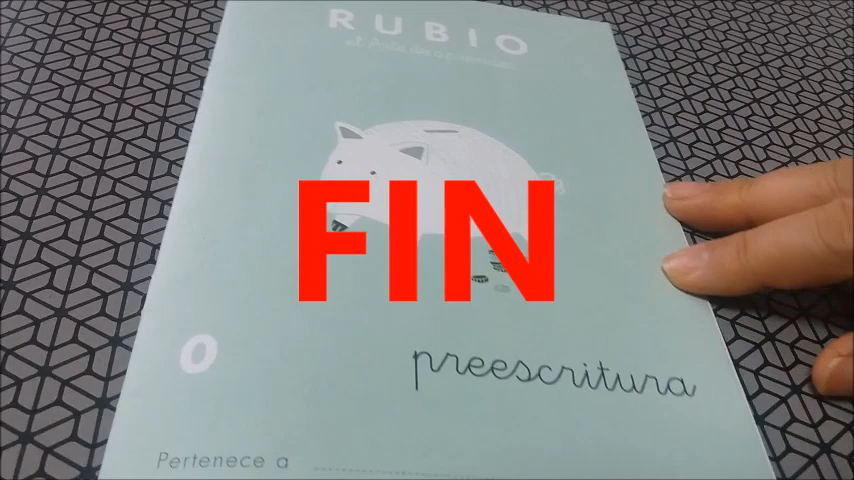 RUBIO
el Arte de aprender
FIN
0
preescritura
Pertenece a